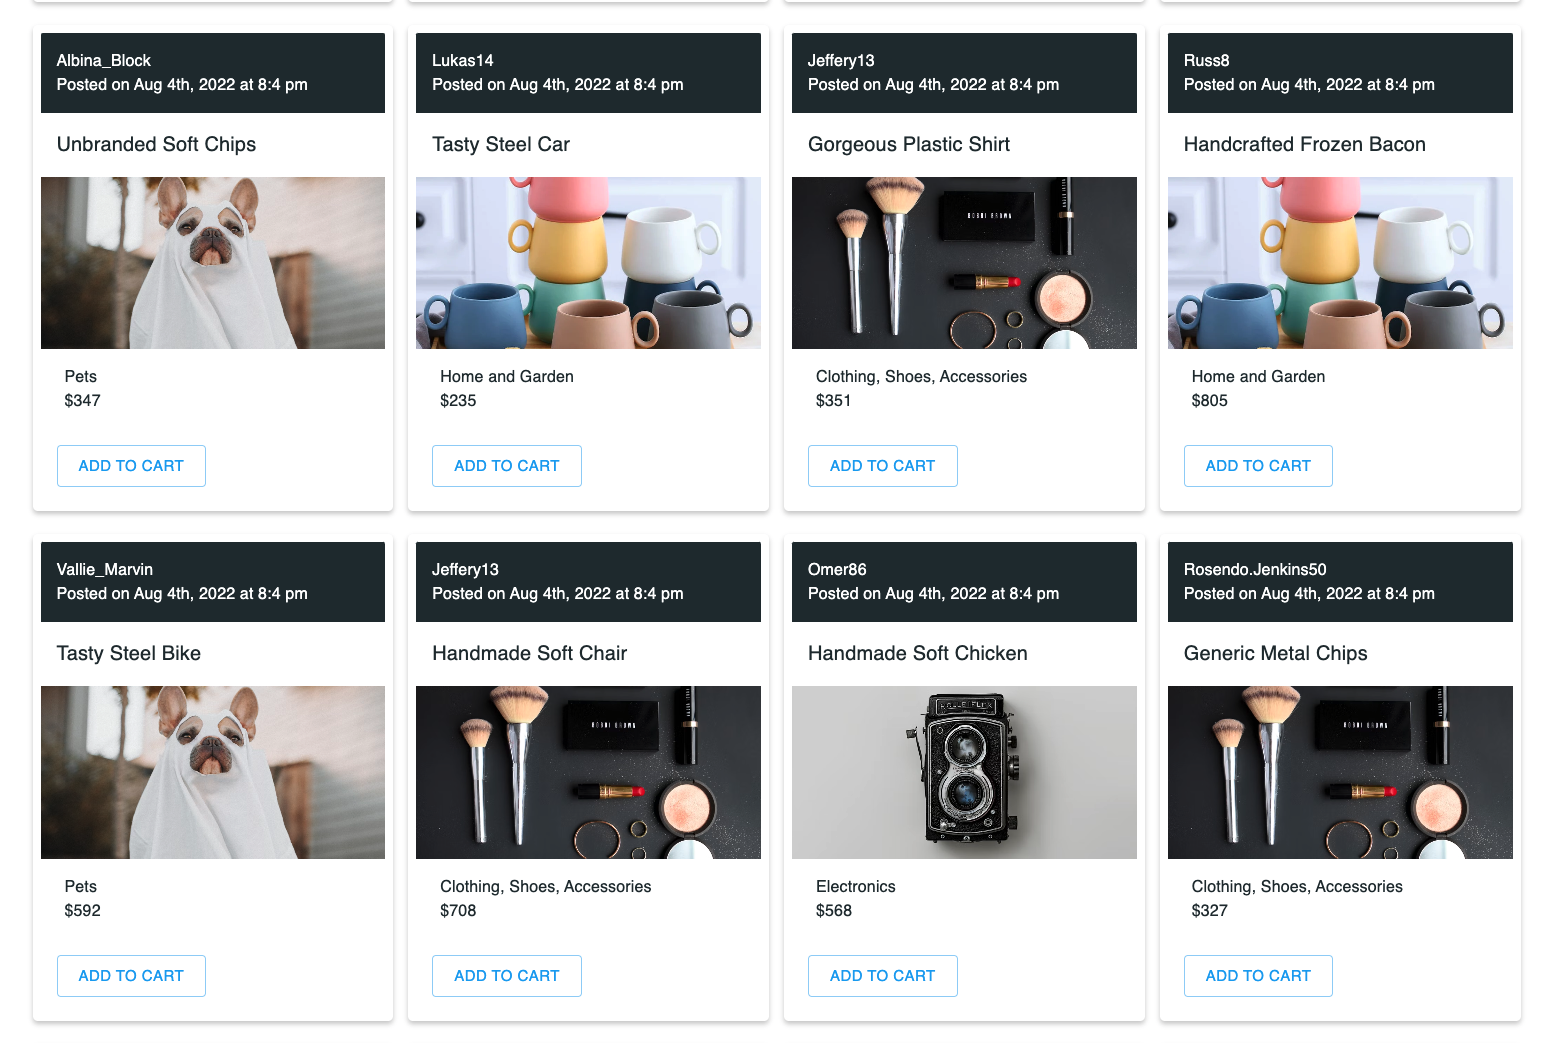 Albina_Block
Posted on Aug 4th, 2022 at 8:4 pm
Unbranded Soft Chips
Pets
$347
ADD TO CART
Lukas14
Posted on Aug 4th, 2022 at 8:4 pm
Tasty Steel Car
Home and Garden
$235
ADD TO CART
Jeffery13
Posted on Aug 4th, 2022 at 8:4 pm
Gorgeous Plastic Shirt
BOBBI BROWN
Clothing, Shoes, Accessories
$351
ADD TO CART
Russ8
Posted on Aug 4th, 2022 at 8:4 pm
Handcrafted Frozen Bacon
Home and Garden
$805
ADD TO CART
Vallie_Marvin
Posted on Aug 4th, 2022 at 8:4 pm
Tasty Steel Bike
Pets
$592
ADD TO CART
Jeffery13
Posted on Aug 4th, 2022 at 8:4 pm
Handmade Soft Chair
BOBBI BROWN
Clothing, Shoes, Accessories
$708
ADD TO CART
Omer86
Posted on Aug 4th, 2022 at 8:4 pm
Handmade Soft Chicken
ROLLEIFLEX
Electronics
$568
ADD TO CART
Rosendo.Jenkins50
Posted on Aug 4th, 2022 at 8:4 pm
Generic Metal Chips
BOBBI BROWN
Clothing, Shoes, Accessories
$327
ADD TO CART